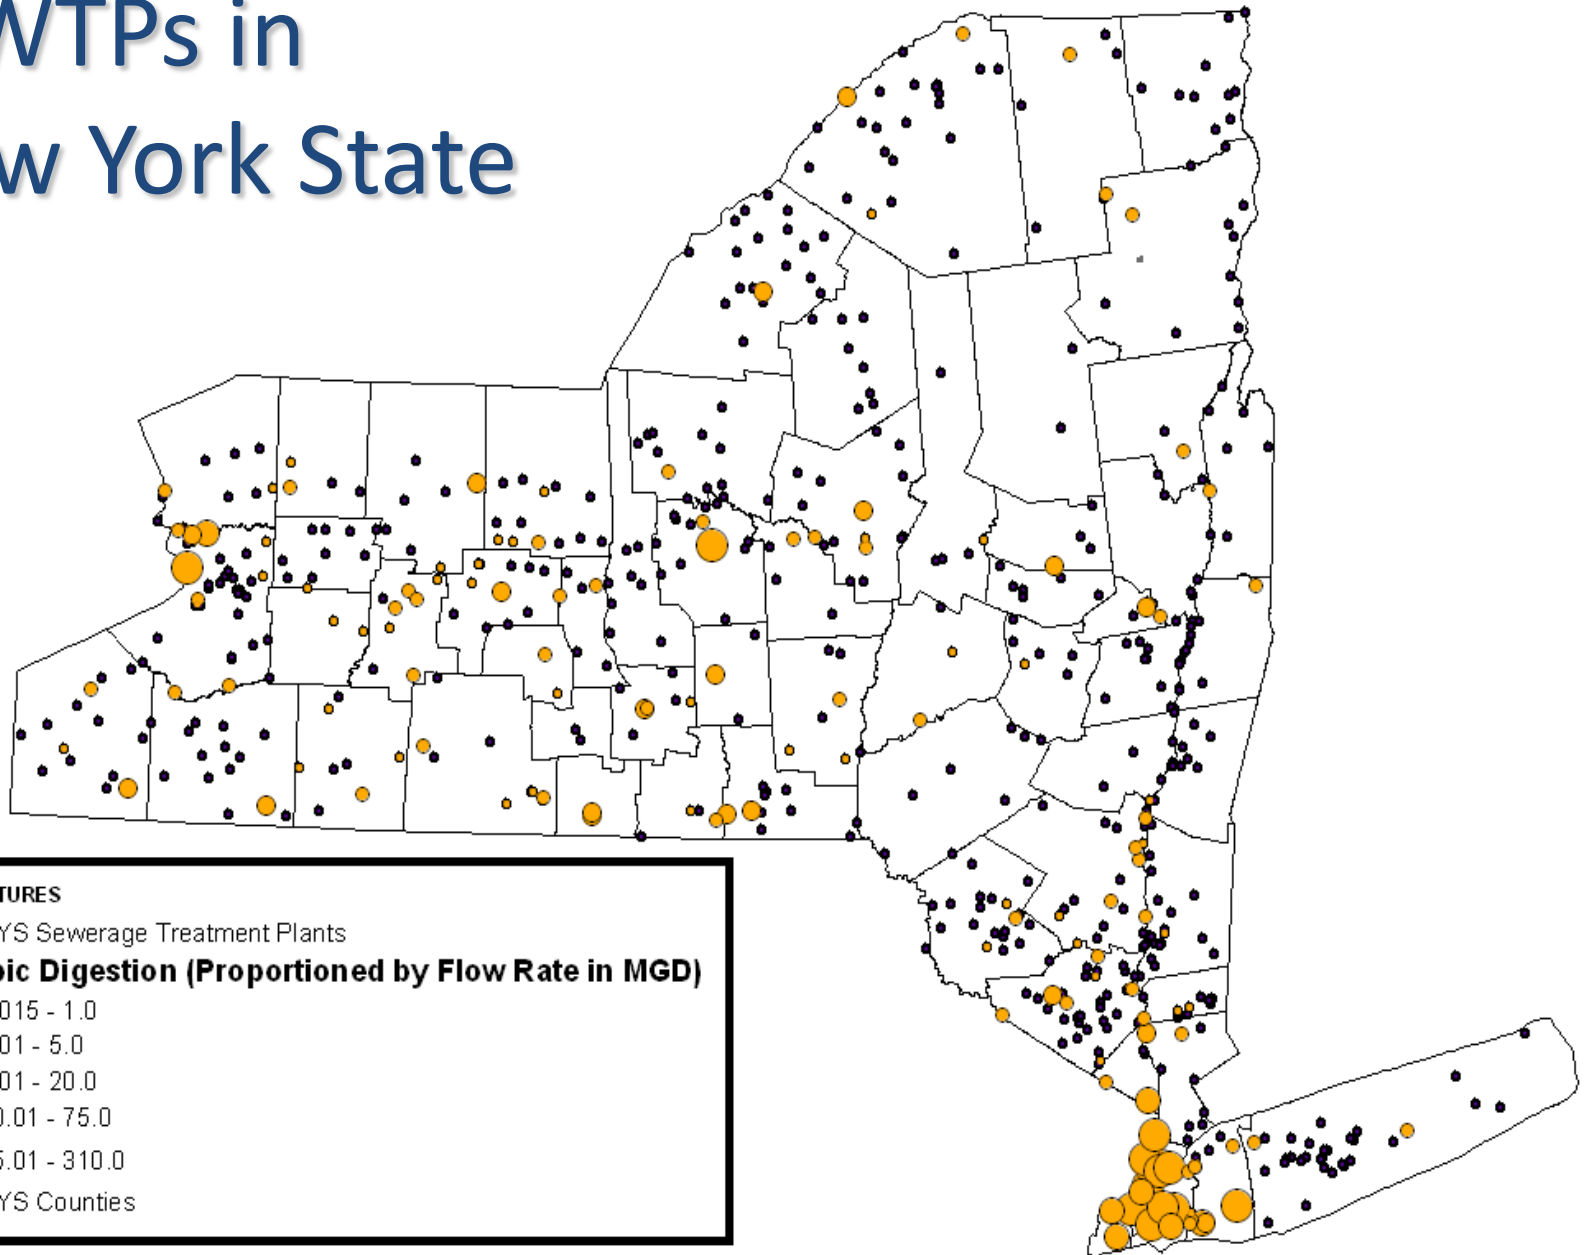 WTPs in
w York State
TURES
YS Sewerage Treatment Plants
bic Digestion (Proportioned by Flow Rate in MGD)
015 - 1.0
01 - 5.0
01 - 20.0
0.01 - 75.0
5.01 - 310.0
YS Counties